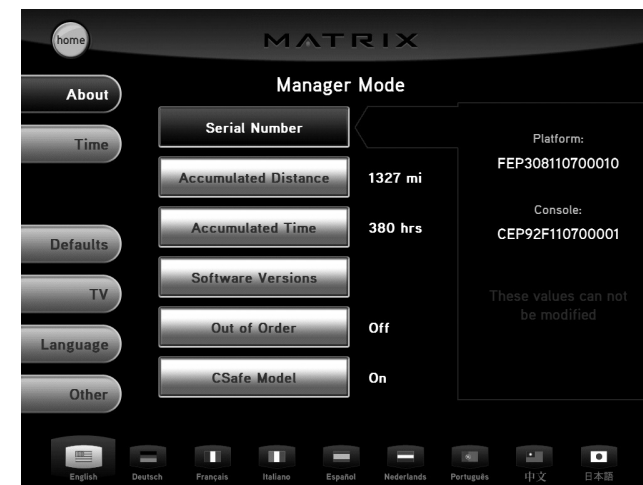 home
MATRIX
Manager Mode
About
Time
Defaults
TV
Language
Other
Serial Number
Accumulated Distance 1327 mi
Accumulated Time 380 hrs
Software Versions
Out of Order Off
CSafe Model On
Platform:
FEP308110700010
Console:
CEP92F110700001
These values can not
be modified
English Deutsch Français Italiano Español Nederlands Português 中文 日本語